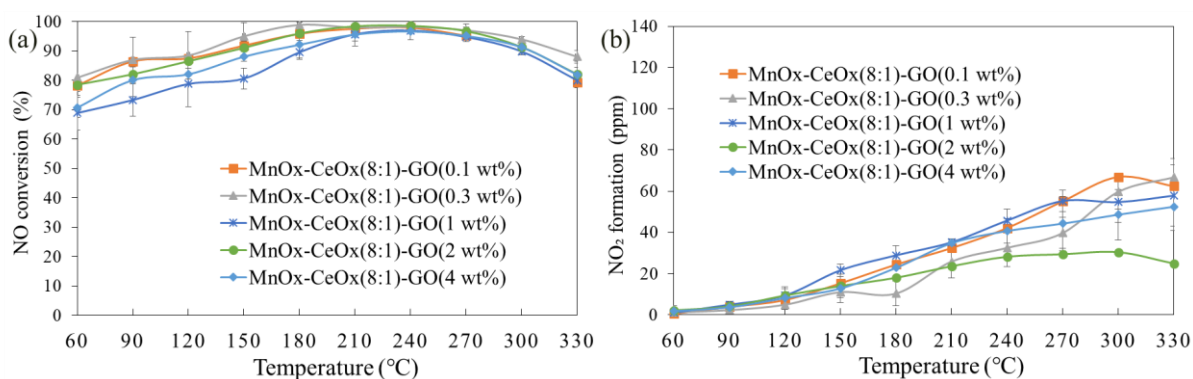 (a)
NO conversion (%)
100
90
80
70
60
50
40
30
20
10
0
MnOx-CeOx(8:1)-GO(0.1 wt%)
MnOx-CeOx(8:1)-GO(0.3 wt%)
MnOx-CeOx(8:1)-GO(1 wt%)
MnOx-CeOx(8:1)-GO(2 wt%)
MnOx-CeOx(8:1)-GO(4 wt%)
60 90 120 150 180 210 240 270 300 330
Temperature (℃)
(b)
NO₂ formation (ppm)
140
120
100
80
60
40
20
0
MnOx-CeOx(8:1)-GO(0.1 wt%)
MnOx-CeOx(8:1)-GO(0.3 wt%)
MnOx-CeOx(8:1)-GO(1 wt%)
MnOx-CeOx(8:1)-GO(2 wt%)
MnOx-CeOx(8:1)-GO(4 wt%)
60 90 120 150 180 210 240 270 300 330
Temperature (℃)